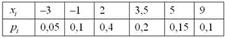 xᵢ –3 –1 2 3,5 5 9
pᵢ 0,05 0,1 0,4 0,2 0,15 0,1